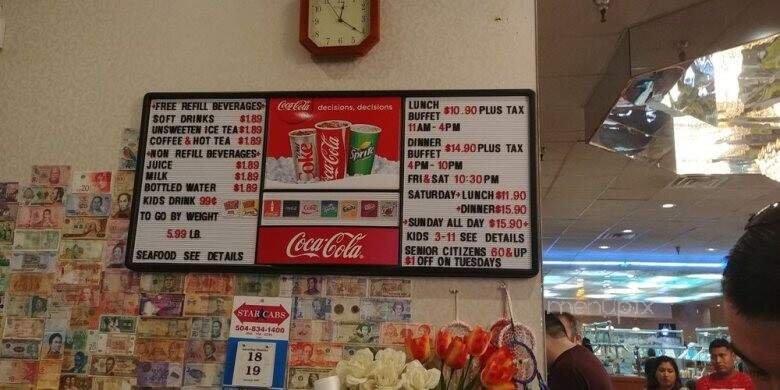 +FREE REFILL BEVERAGES+
SOFT DRINKS $1.89
UNSWEETEN ICE TEA $1.89
COFFEE & HOT TEA $1.89
+NON REFILL BEVERAGES+
JUICE $1.89
MILK $1.89
BOTTLED WATER $1.89
KIDS DRINK 99¢
TO GO BY WEIGHT
5.99 LB.
SEAFOOD SEE DETAILS
Coca-Cola decisions, decisions
Coke
Coca-Cola
Sprite
Coca-Cola
LUNCH
BUFFET $10.90 PLUS TAX
11AM - 4PM
DINNER
BUFFET $14.90 PLUS TAX
4PM - 10PM
FRI & SAT 10:30 PM
SATURDAY + LUNCH $11.90
+DINNER $15.90
+SUNDAY ALL DAY $15.90+
KIDS 3-11 SEE DETAILS
SENIOR CITIZENS 60 & UP
$1 OFF ON TUESDAYS
STAR CABS
504-834-1400
18
19
menupix